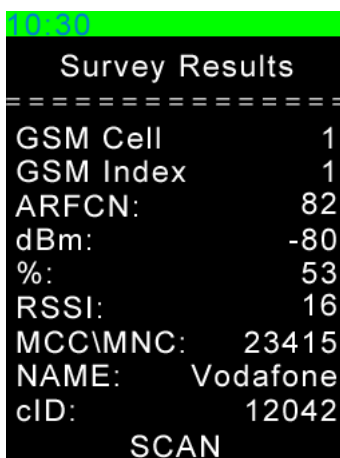 10:30
Survey Results
================
GSM Cell 1
GSM Index 1
ARFCN: 82
dBm: -80
%: 53
RSSI: 16
MCC\MNC: 23415
NAME: Vodafone
cID: 12042
SCAN